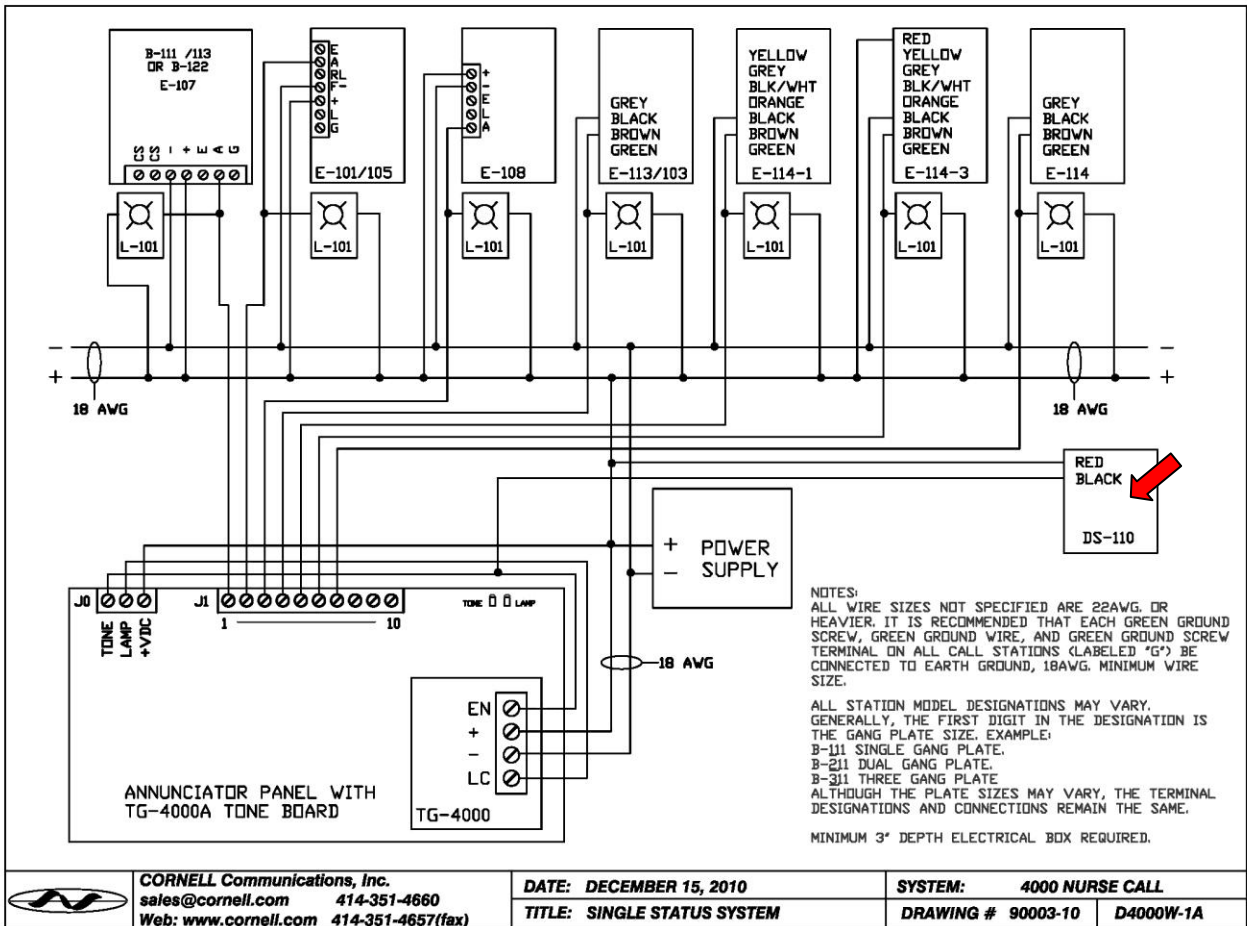 B-111 /113
OR B-122
E-107
CS CS - + E A G
L-101
E
A
RL
F-
+
L
G
E-101/105
L-101
+
-
E
L
A
E-108
L-101
GREY
BLACK
BROWN
GREEN
E-113/103
L-101
YELLOW
GREY
BLK/WHT
ORANGE
BLACK
BROWN
GREEN
E-114-1
L-101
RED
YELLOW
GREY
BLK/WHT
ORANGE
BLACK
BROWN
GREEN
E-114-3
L-101
GREY
BLACK
BROWN
GREEN
E-114
L-101
- -
+ +
18 AWG
18 AWG
RED
BLACK
DS-110
+ POWER
- SUPPLY
J0
TONE
LAMP
+VDC
J1
1 10
TONE LAMP
18 AWG
EN
+
-
LC
TG-4000
ANNUNCIATOR PANEL WITH
TG-4000A TONE BOARD
NOTES:
ALL WIRE SIZES NOT SPECIFIED ARE 22AWG. OR
HEAVIER. IT IS RECOMMENDED THAT EACH GREEN GROUND
SCREW, GREEN GROUND WIRE, AND GREEN GROUND SCREW
TERMINAL ON ALL CALL STATIONS (LABELED "G") BE
CONNECTED TO EARTH GROUND, 18AWG. MINIMUM WIRE
SIZE.
ALL STATION MODEL DESIGNATIONS MAY VARY.
GENERALLY, THE FIRST DIGIT IN THE DESIGNATION IS
THE GANG PLATE SIZE. EXAMPLE:
B-111 SINGLE GANG PLATE.
B-211 DUAL GANG PLATE.
B-311 THREE GANG PLATE
ALTHOUGH THE PLATE SIZES MAY VARY, THE TERMINAL
DESIGNATIONS AND CONNECTIONS REMAIN THE SAME.
MINIMUM 3" DEPTH ELECTRICAL BOX REQUIRED.
CORNELL Communications, Inc.
sales@cornell.com 414-351-4660
Web: www.cornell.com 414-351-4657(fax)
DATE: DECEMBER 15, 2010
TITLE: SINGLE STATUS SYSTEM
SYSTEM: 4000 NURSE CALL
DRAWING # 90003-10 D4000W-1A